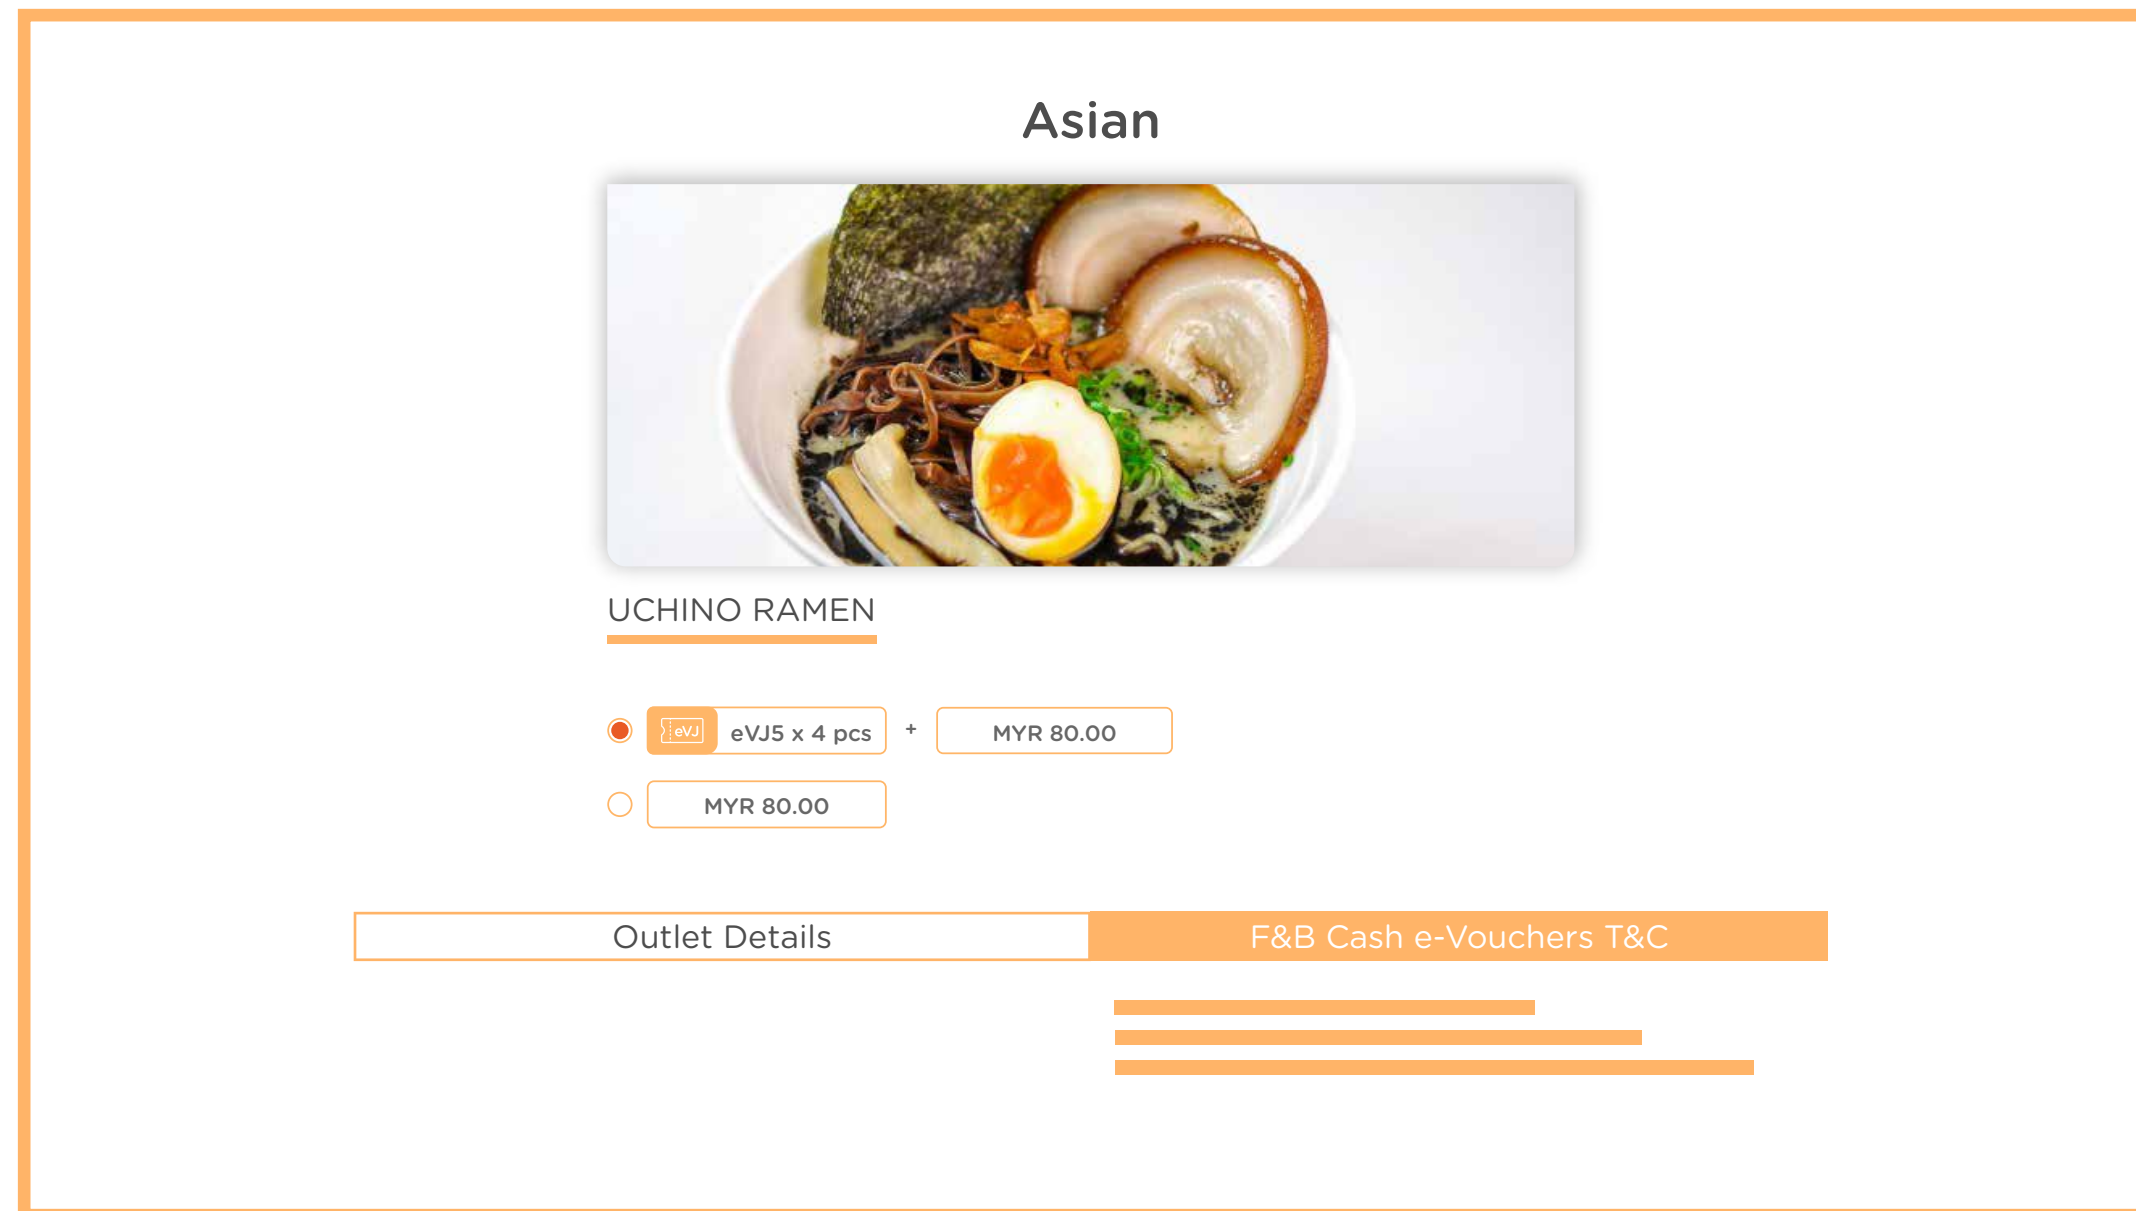 Asian
UCHINO RAMEN
eVJ eVJ5 x 4 pcs + MYR 80.00
MYR 80.00
Outlet Details
F&B Cash e-Vouchers T&C